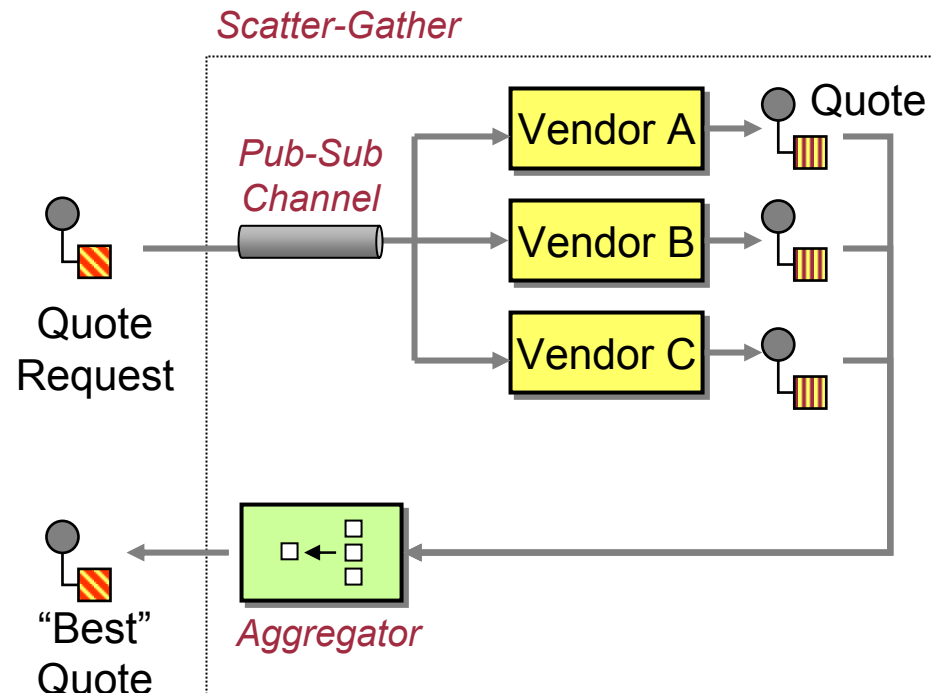 Scatter-Gather
Pub-Sub
Channel
Vendor A
Quote
Vendor B
Vendor C
Quote
Request
“Best”
Quote
Aggregator